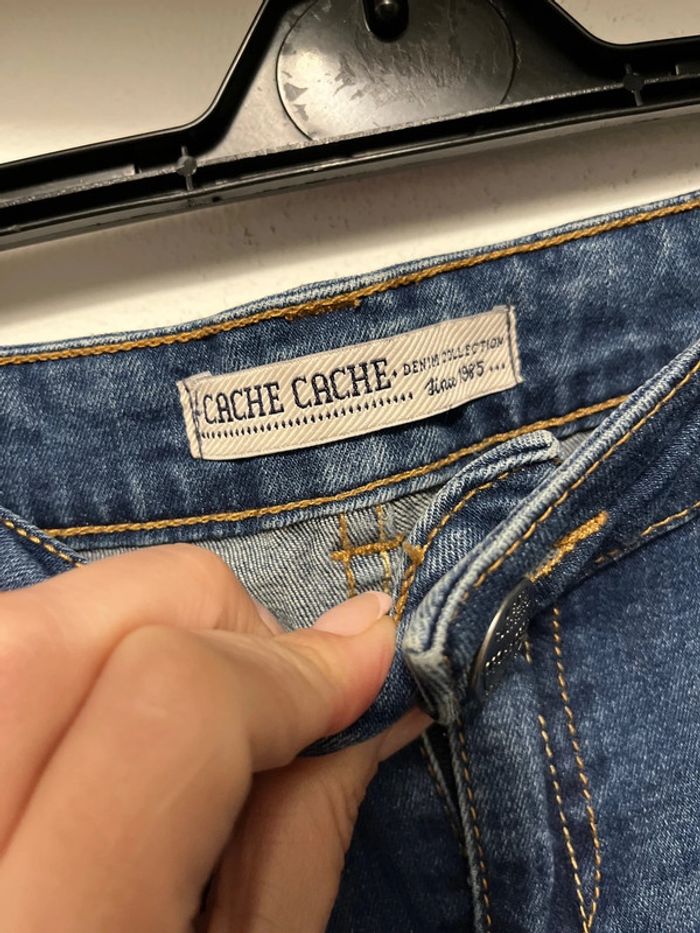 CACHE CACHE
DENIM COLLECTION
Since 1985 ...